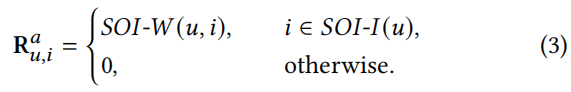 R^a_{u,i} = { SOI-W(u, i), i ∈ SOI-I(u),
0, otherwise. (3)